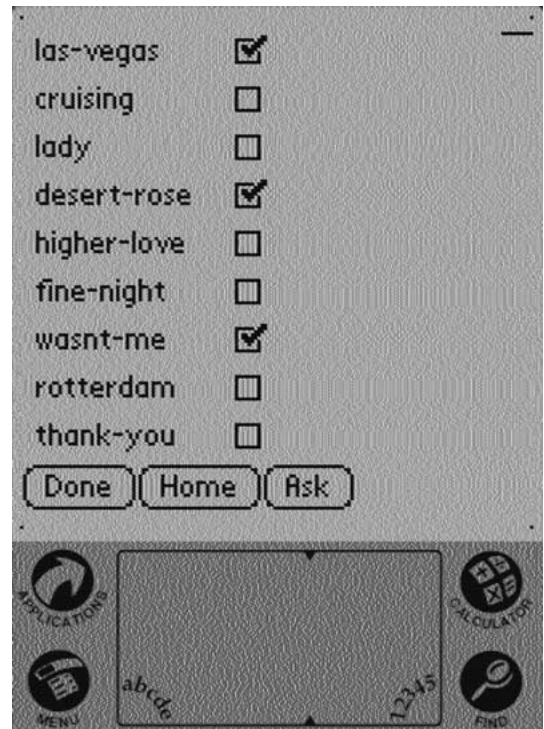 las-vegas
cruising
lady
desert-rose
higher-love
fine-night
wasnt-me
rotterdam
thank-you
Done Home Ask
APPLICATIONS
CALCULATOR
abcde 12345
MENU FIND